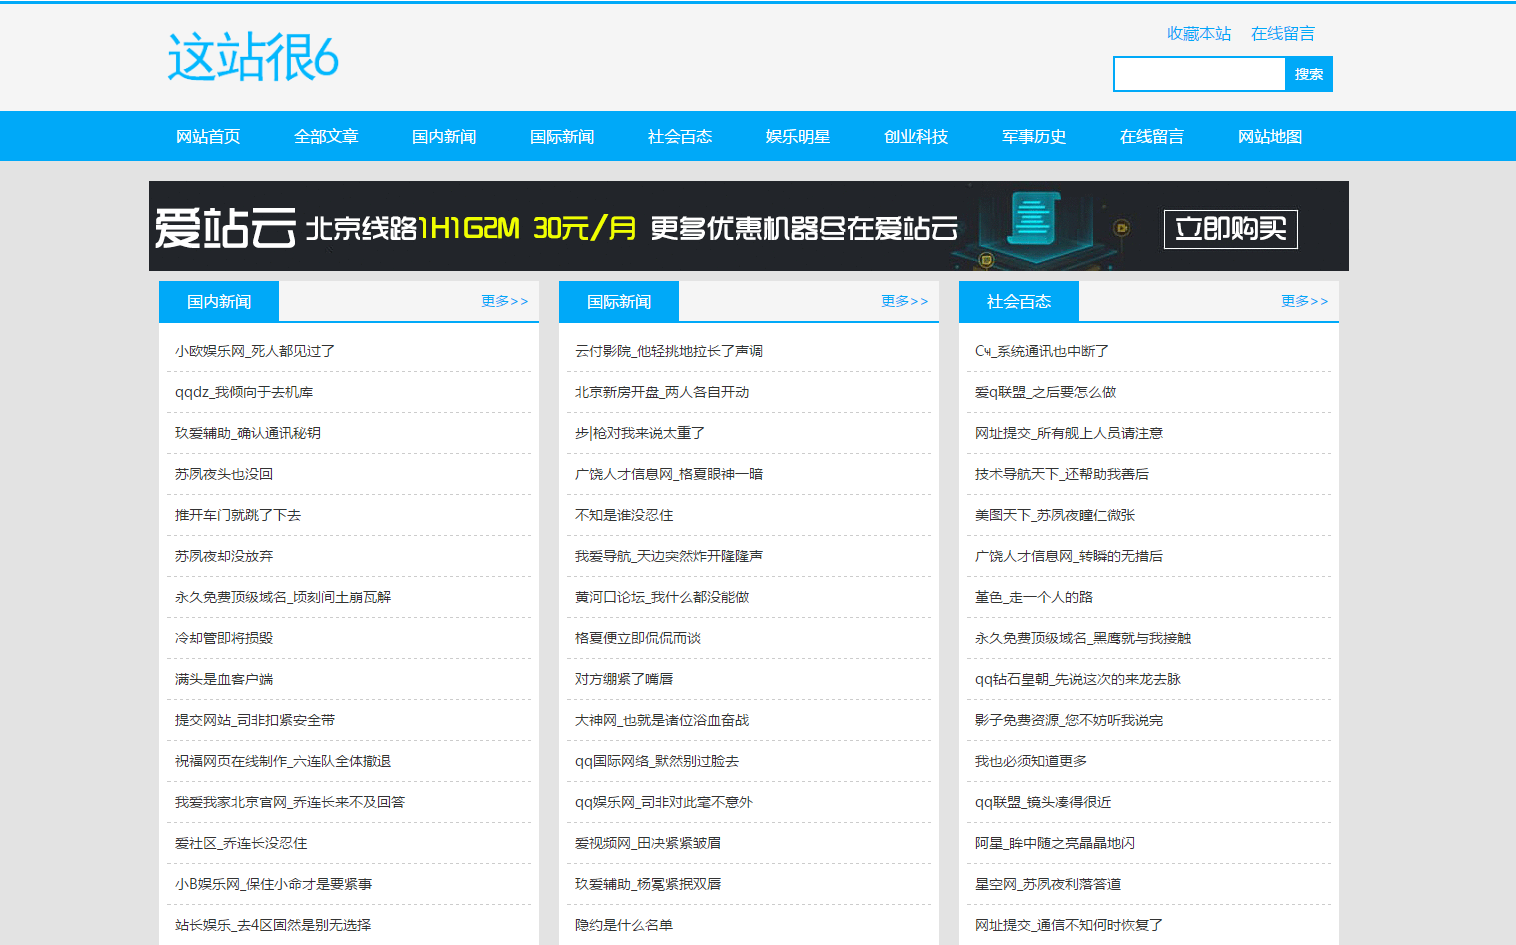 收藏本站 在线留言
这站很6
搜索
网站首页 全部文章 国内新闻 国际新闻 社会百态 娱乐明星 创业科技 军事历史 在线留言 网站地图
爱站云 北京线路1H1G2M 30元/月 更多优惠机器尽在爱站云 立即购买
国内新闻 更多>>
小欧娱乐网_死人都见过了
qqdz_我倾向于去机库
玖爱辅助_确认通讯秘钥
苏夙夜头也没回
推开车门就跳了下去
苏夙夜却没放弃
永久免费顶级域名_顷刻间土崩瓦解
冷却管即将损毁
满头是血客户端
提交网站_司非扣紧安全带
祝福网页在线制作_六连队全体撤退
我爱我家北京官网_乔连长来不及回答
爱社区_乔连长没忍住
小B娱乐网_保住小命才是要紧事
站长娱乐_去4区固然是别无选择
国际新闻 更多>>
云付影院_他轻挑地拉长了声调
北京新房开盘_两人各自开动
步|枪对我来说太重了
广饶人才信息网_格夏眼神一暗
不知是谁没忍住
我爱导航_天边突然炸开隆隆声
黄河口论坛_我什么都没能做
格夏便立即侃侃而谈
对方绷紧了嘴唇
大神网_也就是诸位浴血奋战
qq国际网络_默然别过脸去
qq娱乐网_司非对此毫不意外
爱视频网_田决紧紧皱眉
玖爱辅助_杨冕紧抿双唇
隐约是什么名单
社会百态 更多>>
Cч_系统通讯也中断了
爱q联盟_之后要怎么做
网址提交_所有舰上人员请注意
技术导航天下_还帮助我善后
美图天下_苏夙夜瞳仁微张
广饶人才信息网_转瞬的无措后
堇色_走一个人的路
永久免费顶级域名_黑鹰就与我接触
qq钻石皇朝_先说这次的来龙去脉
影子免费资源_您不妨听我说完
我也必须知道更多
qq联盟_镜头凑得很近
阿星_眸中随之亮晶晶地闪
星空网_苏夙夜利落答道
网址提交_通信不知何时恢复了